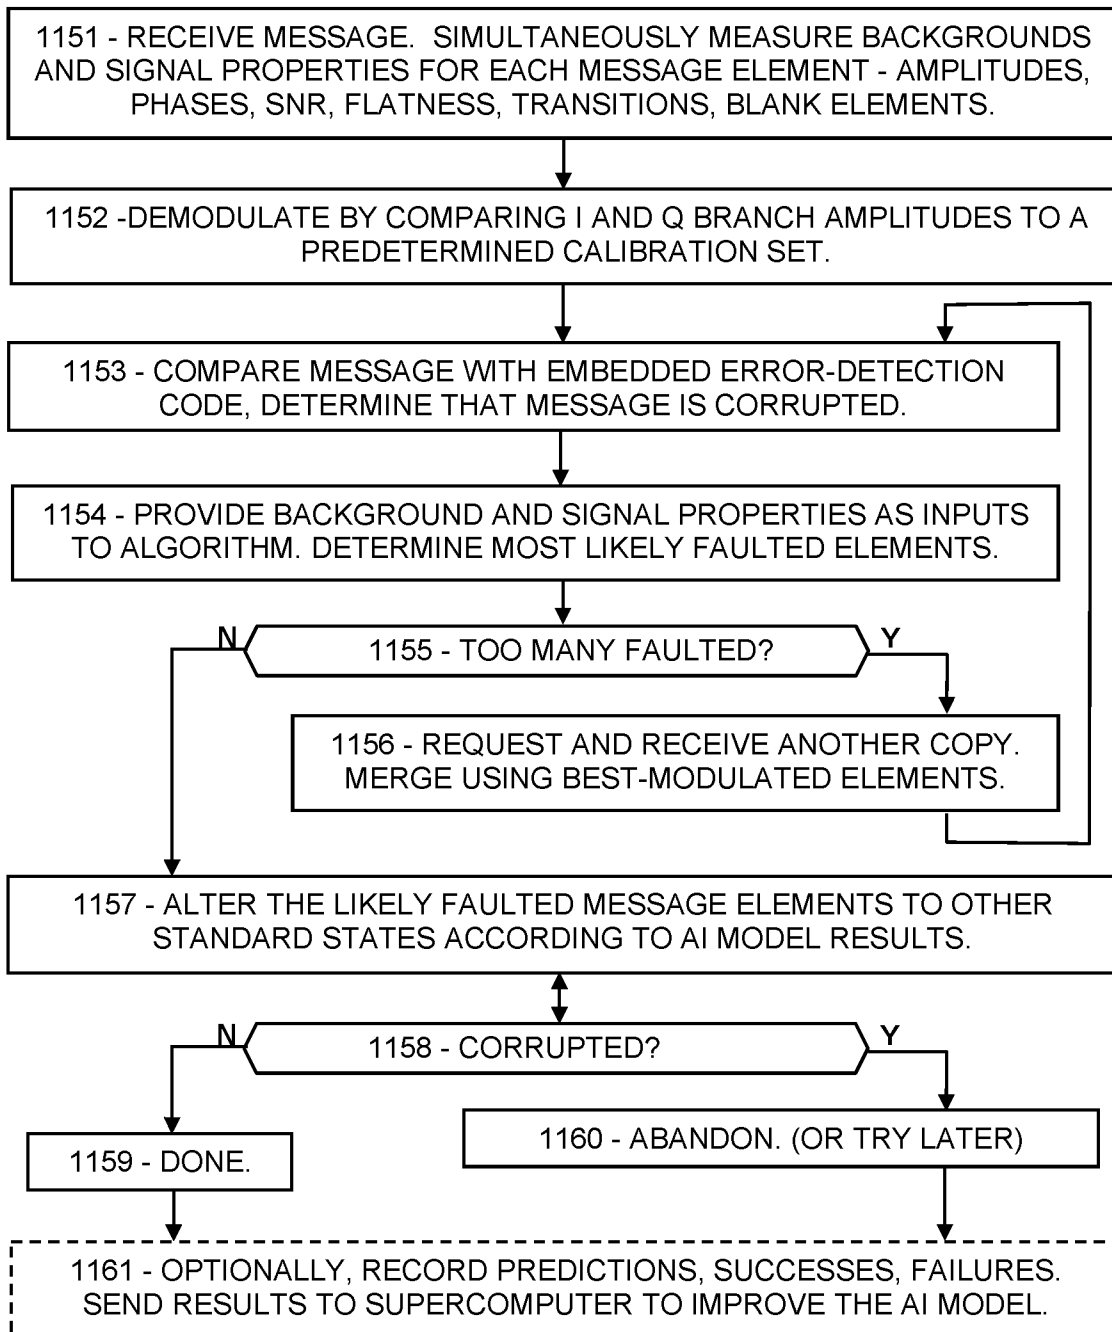 1151 - RECEIVE MESSAGE.  SIMULTANEOUSLY MEASURE BACKGROUNDS
AND SIGNAL PROPERTIES FOR EACH MESSAGE ELEMENT - AMPLITUDES,
PHASES, SNR, FLATNESS, TRANSITIONS, BLANK ELEMENTS.
1152 -DEMODULATE BY COMPARING I AND Q BRANCH AMPLITUDES TO A
PREDETERMINED CALIBRATION SET.
1153 - COMPARE MESSAGE WITH EMBEDDED ERROR-DETECTION
CODE, DETERMINE THAT MESSAGE IS CORRUPTED.
1154 - PROVIDE BACKGROUND AND SIGNAL PROPERTIES AS INPUTS
TO ALGORITHM. DETERMINE MOST LIKELY FAULTED ELEMENTS.
N
1155 - TOO MANY FAULTED?
Y
1156 - REQUEST AND RECEIVE ANOTHER COPY.
MERGE USING BEST-MODULATED ELEMENTS.
1157 - ALTER THE LIKELY FAULTED MESSAGE ELEMENTS TO OTHER
STANDARD STATES ACCORDING TO AI MODEL RESULTS.
N
1158 - CORRUPTED?
Y
1159 - DONE.
1160 - ABANDON. (OR TRY LATER)
1161 - OPTIONALLY, RECORD PREDICTIONS, SUCCESSES, FAILURES.
SEND RESULTS TO SUPERCOMPUTER TO IMPROVE THE AI MODEL.